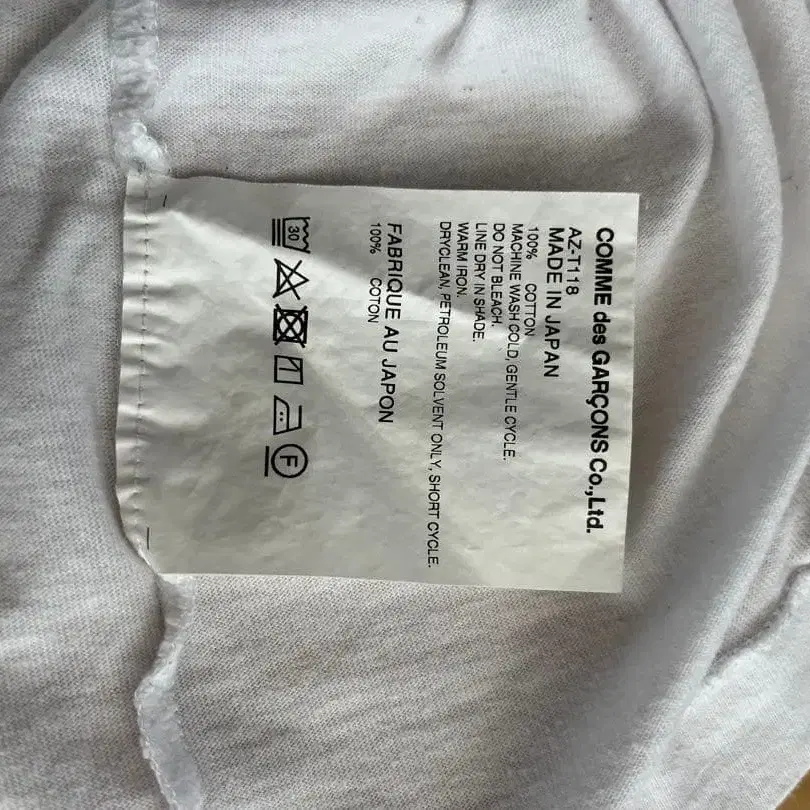 COMME des GARÇONS Co.,Ltd.
AZ-T118
MADE IN JAPAN
100% COTTON
MACHINE WASH COLD, GENTLE CYCLE.
DO NOT BLEACH.
LINE DRY IN SHADE.
WARM IRON.
DRYCLEAN, PETROLEUM SOLVENT ONLY, SHORT CYCLE.
FABRIQUE AU JAPON
100% COTON
30 F